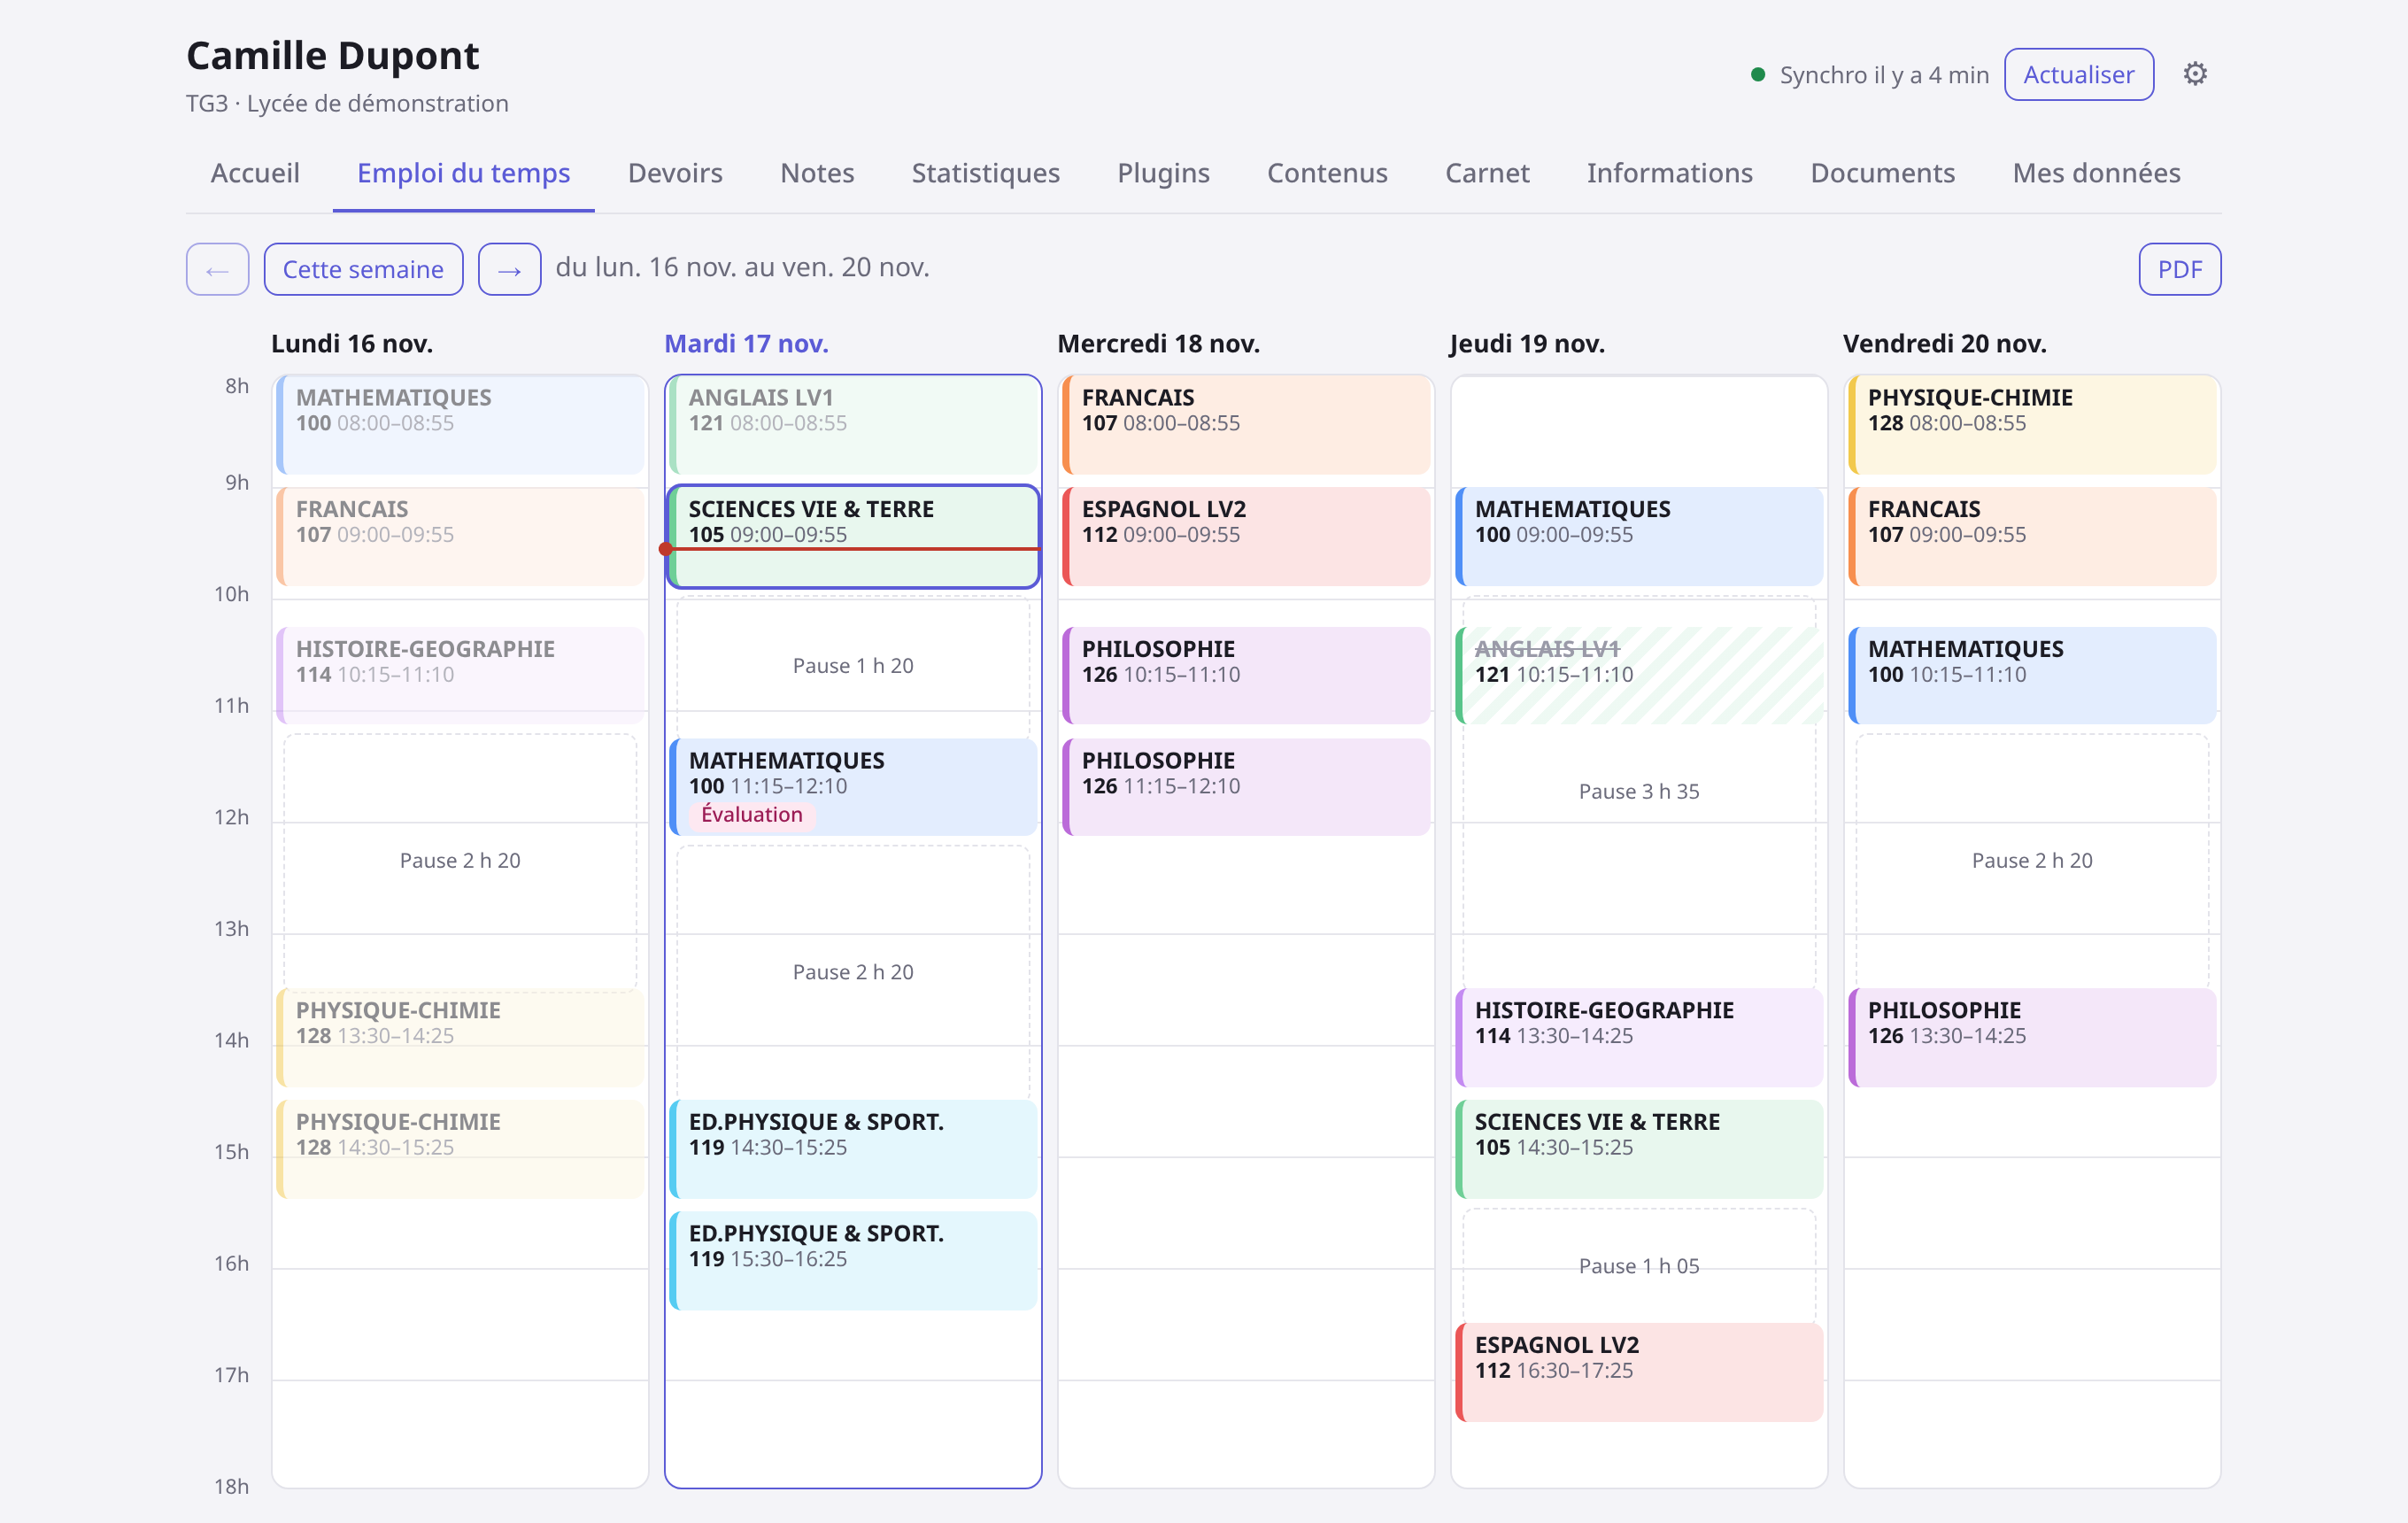 Camille Dupont
TG3 · Lycée de démonstration
Synchro il y a 4 min
Actualiser
⚙
Accueil
Emploi du temps
Devoirs
Notes
Statistiques
Plugins
Contenus
Carnet
Informations
Documents
Mes données
←
Cette semaine
→
du lun. 16 nov. au ven. 20 nov.
PDF
8h
9h
10h
11h
12h
13h
14h
15h
16h
17h
18h
Lundi 16 nov.
MATHEMATIQUES
100 08:00–08:55
FRANCAIS
107 09:00–09:55
HISTOIRE-GEOGRAPHIE
114 10:15–11:10
Pause 2 h 20
PHYSIQUE-CHIMIE
128 13:30–14:25
PHYSIQUE-CHIMIE
128 14:30–15:25
Mardi 17 nov.
ANGLAIS LV1
121 08:00–08:55
SCIENCES VIE & TERRE
105 09:00–09:55
Pause 1 h 20
MATHEMATIQUES
100 11:15–12:10
Évaluation
Pause 2 h 20
ED.PHYSIQUE & SPORT.
119 14:30–15:25
ED.PHYSIQUE & SPORT.
119 15:30–16:25
Mercredi 18 nov.
FRANCAIS
107 08:00–08:55
ESPAGNOL LV2
112 09:00–09:55
PHILOSOPHIE
126 10:15–11:10
PHILOSOPHIE
126 11:15–12:10
Jeudi 19 nov.
MATHEMATIQUES
100 09:00–09:55
ANGLAIS LV1
121 10:15–11:10
Pause 3 h 35
HISTOIRE-GEOGRAPHIE
114 13:30–14:25
SCIENCES VIE & TERRE
105 14:30–15:25
Pause 1 h 05
ESPAGNOL LV2
112 16:30–17:25
Vendredi 20 nov.
PHYSIQUE-CHIMIE
128 08:00–08:55
FRANCAIS
107 09:00–09:55
MATHEMATIQUES
100 10:15–11:10
Pause 2 h 20
PHILOSOPHIE
126 13:30–14:25